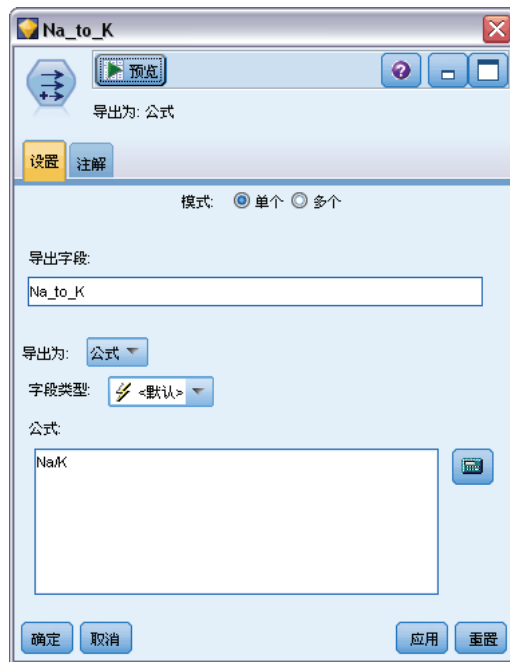 Na_to_K
预览
导出为: 公式
设置 注解
模式: 单个 多个
导出字段:
Na_to_K
导出为: 公式
字段类型: <默认>
公式:
Na/K
确定 取消 应用 重置